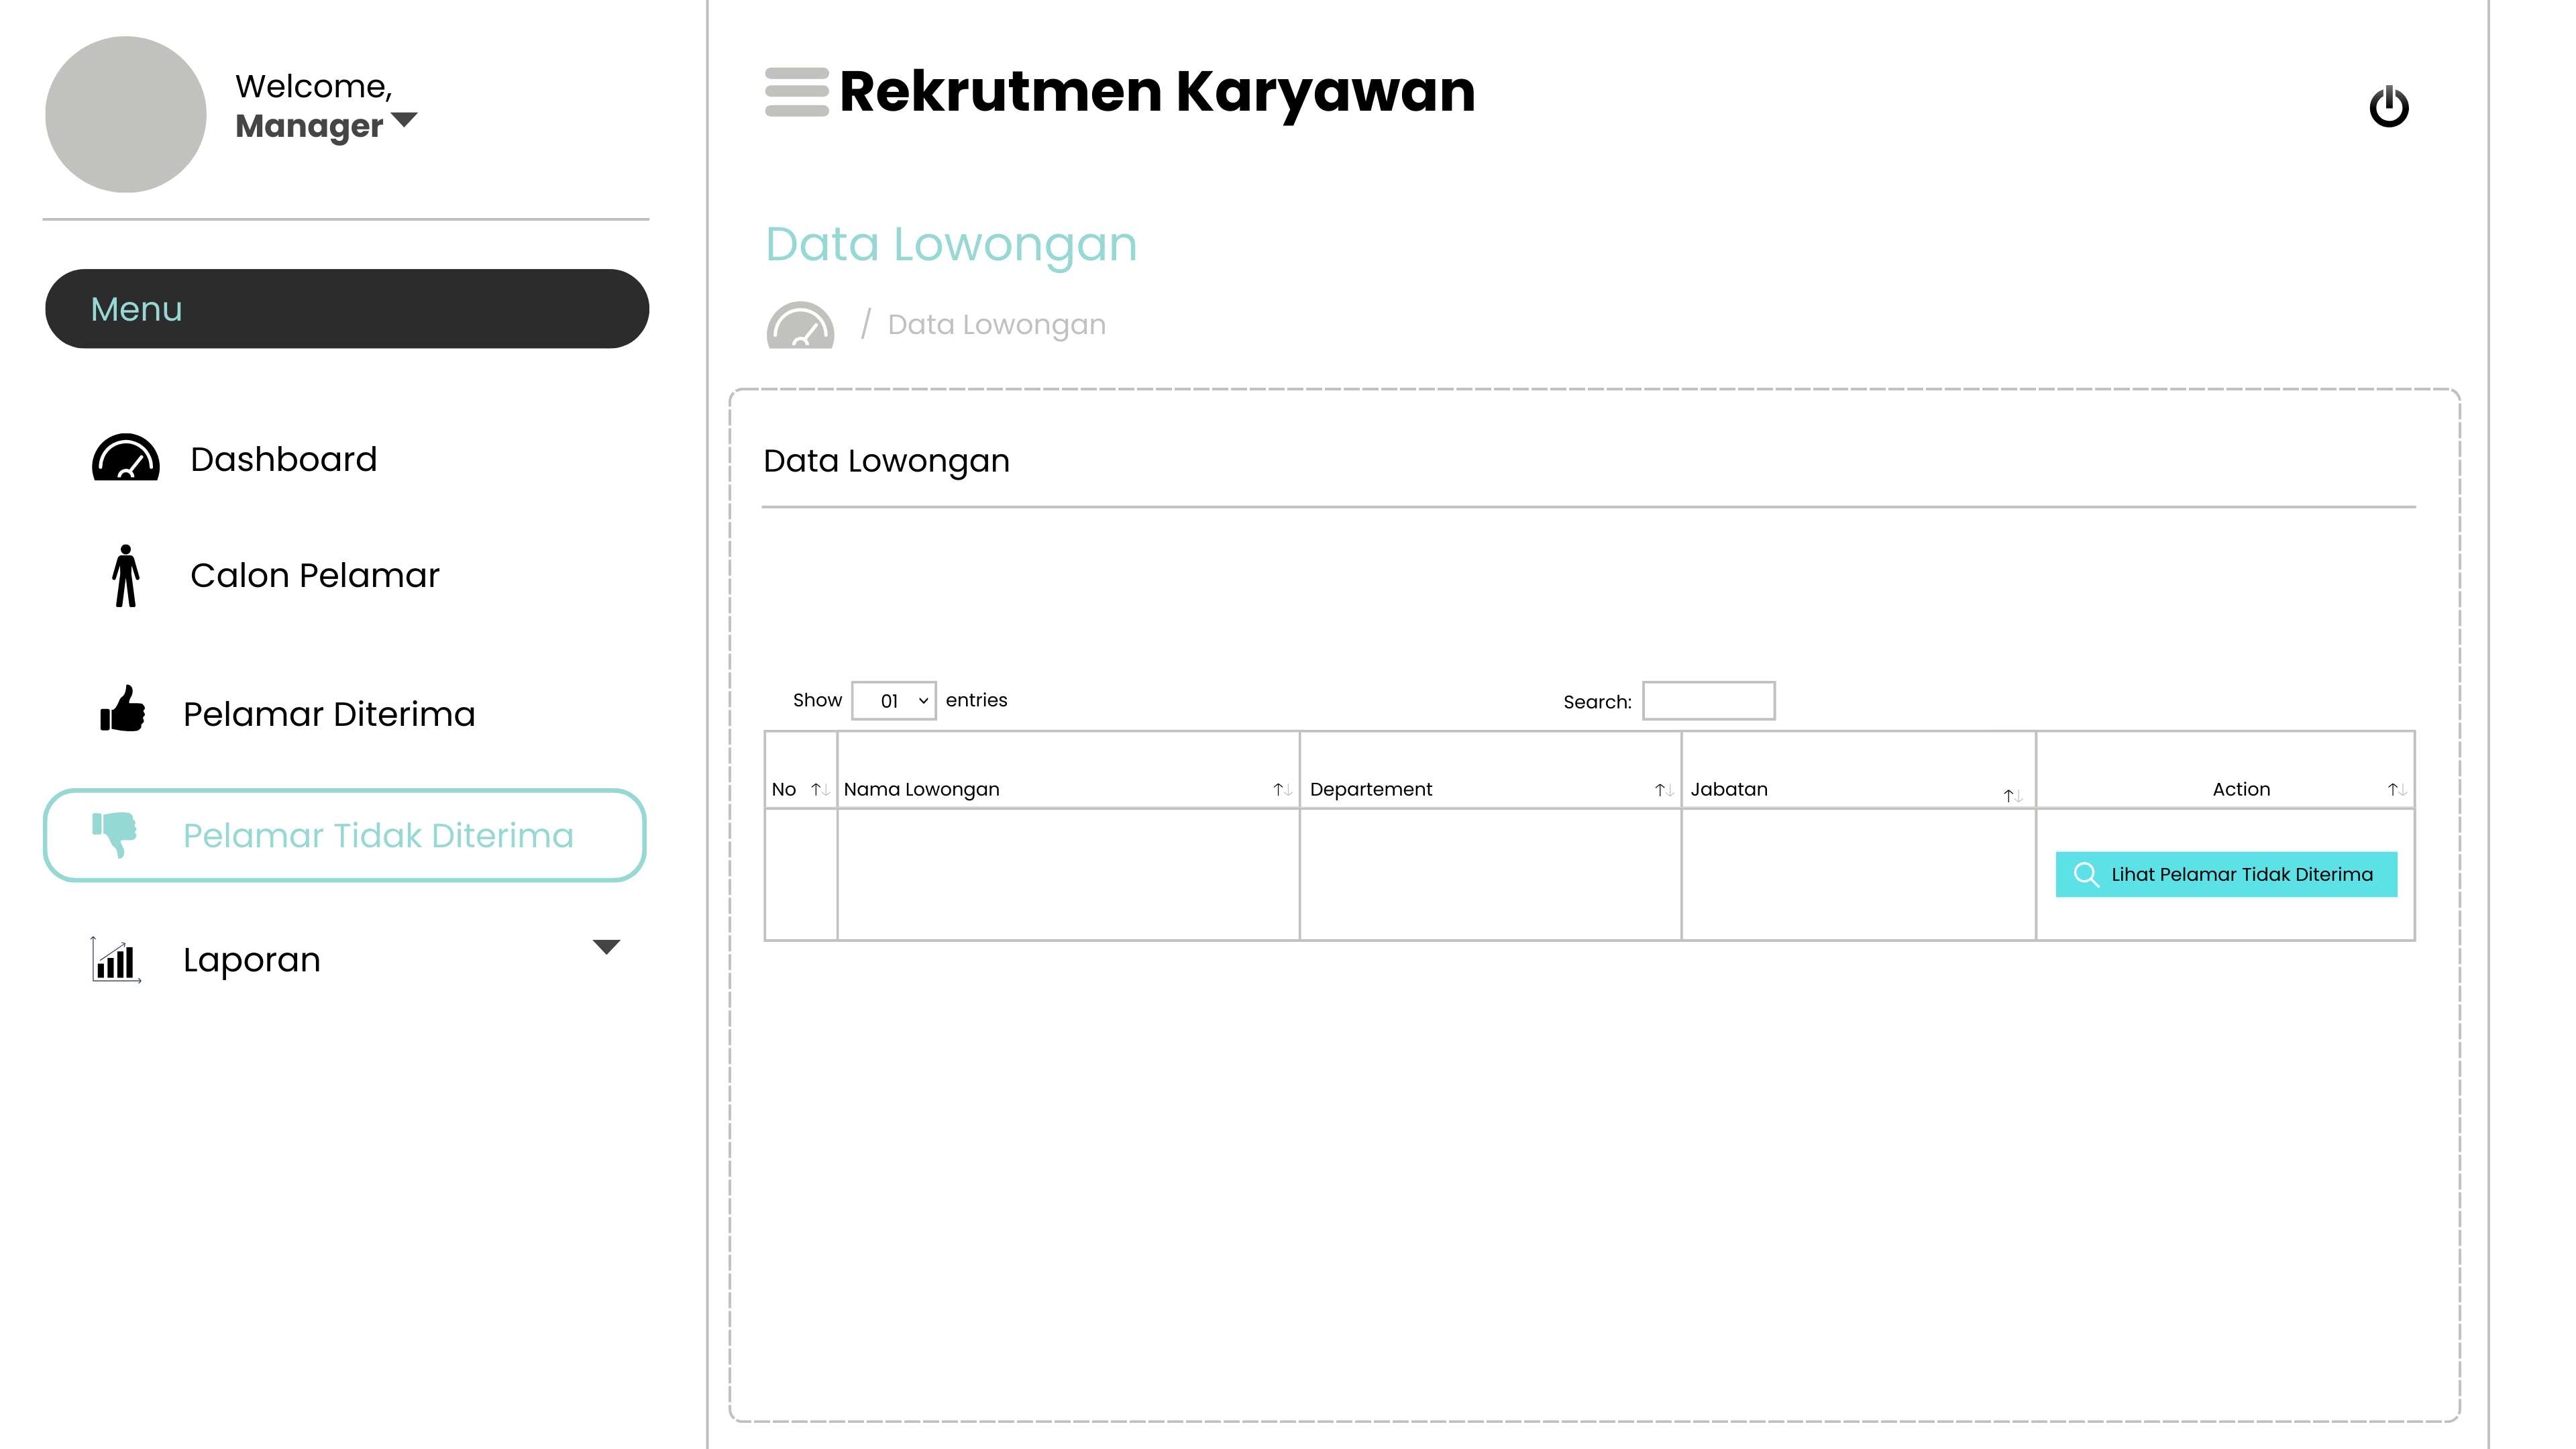 Welcome,
Manager
Menu
Dashboard
Calon Pelamar
Pelamar Diterima
Pelamar Tidak Diterima
Laporan
Rekrutmen Karyawan
Data Lowongan
/ Data Lowongan
Data Lowongan
Show 01 entries
Search:
No ↑↓ Nama Lowongan ↑↓ Departement ↑↓ Jabatan ↑↓ Action ↑↓
Lihat Pelamar Tidak Diterima